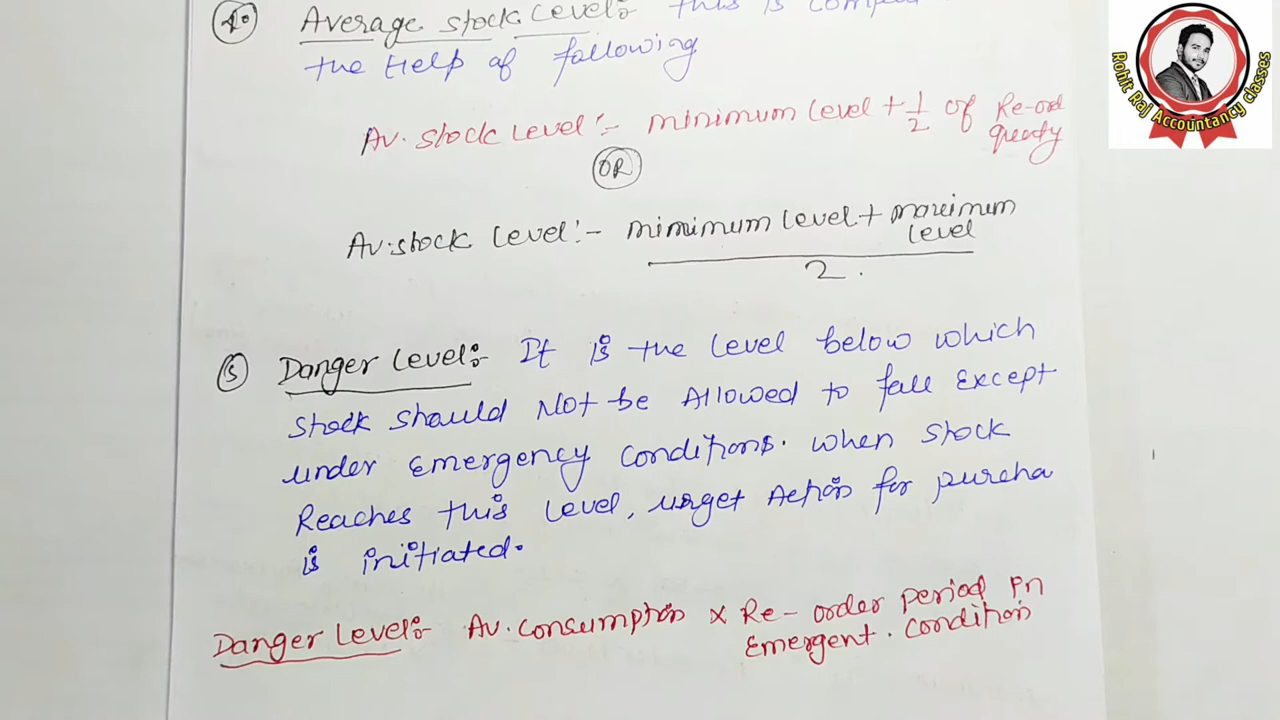 4. Average stock Level:- this is
the Help of following
Av. stock Level:- minimum level + 1/2 of Re-ord
OR
Av. stock level:- minimum level + maximum
level
2.
5 Danger Level:- It is the level below which
stock should Not be Allowed to fall Except
under Emergency Conditions. when stock
Reaches this level, urget Action for purcha
is initiated.
Danger Level:- Av. consumption x Re-order period in
Emergent. condition
Rohit Raj Accountancy classes